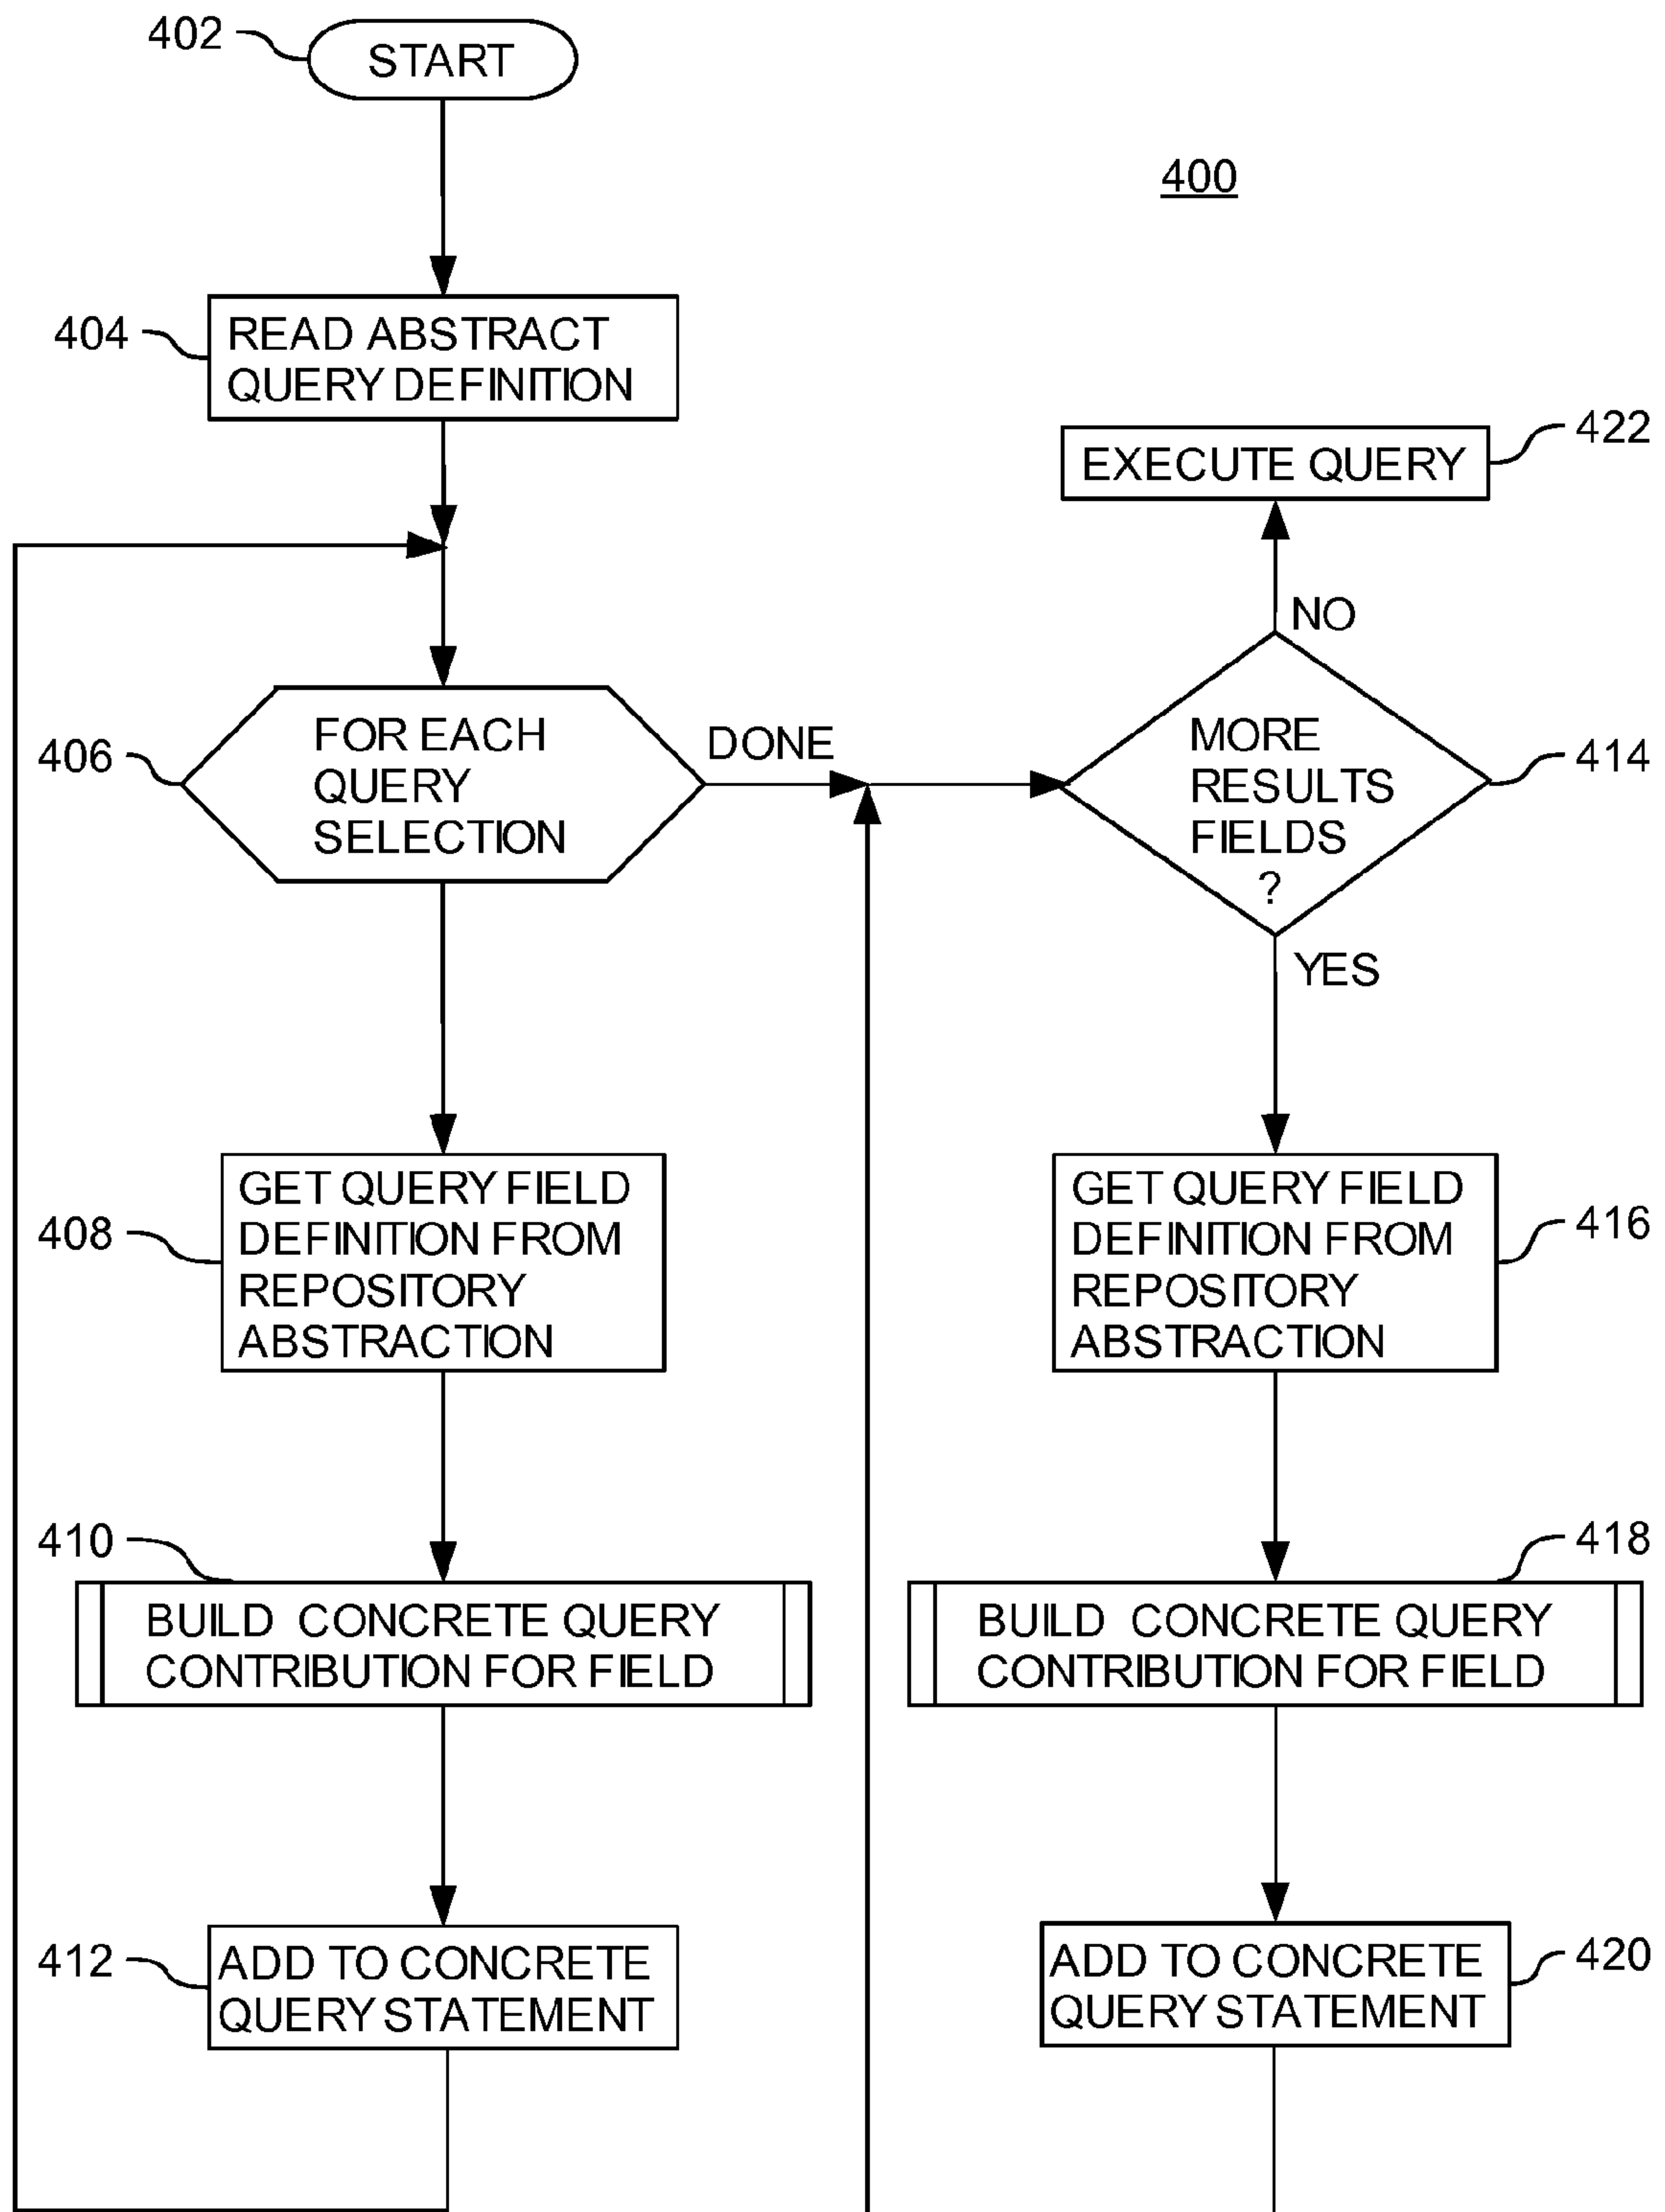 402
START
400
404
READ ABSTRACT
QUERY DEFINITION
422
EXECUTE QUERY
NO
406
FOR EACH
QUERY
SELECTION
DONE
MORE
RESULTS
FIELDS
?
414
YES
408
GET QUERY FIELD
DEFINITION FROM
REPOSITORY
ABSTRACTION
GET QUERY FIELD
DEFINITION FROM
REPOSITORY
ABSTRACTION
416
410
BUILD CONCRETE QUERY
CONTRIBUTION FOR FIELD
418
BUILD CONCRETE QUERY
CONTRIBUTION FOR FIELD
412
ADD TO CONCRETE
QUERY STATEMENT
ADD TO CONCRETE
QUERY STATEMENT
420